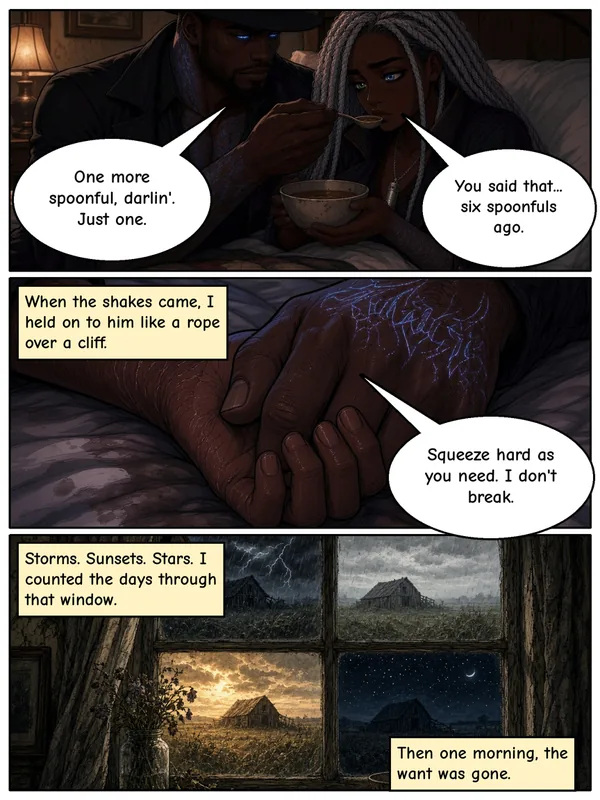 One more
spoonful, darlin'.
Just one.
You said that...
six spoonfuls
ago.
When the shakes came, I
held on to him like a rope
over a cliff.
Squeeze hard as
you need. I don't
break.
Storms. Sunsets. Stars. I
counted the days through
that window.
Then one morning, the
want was gone.